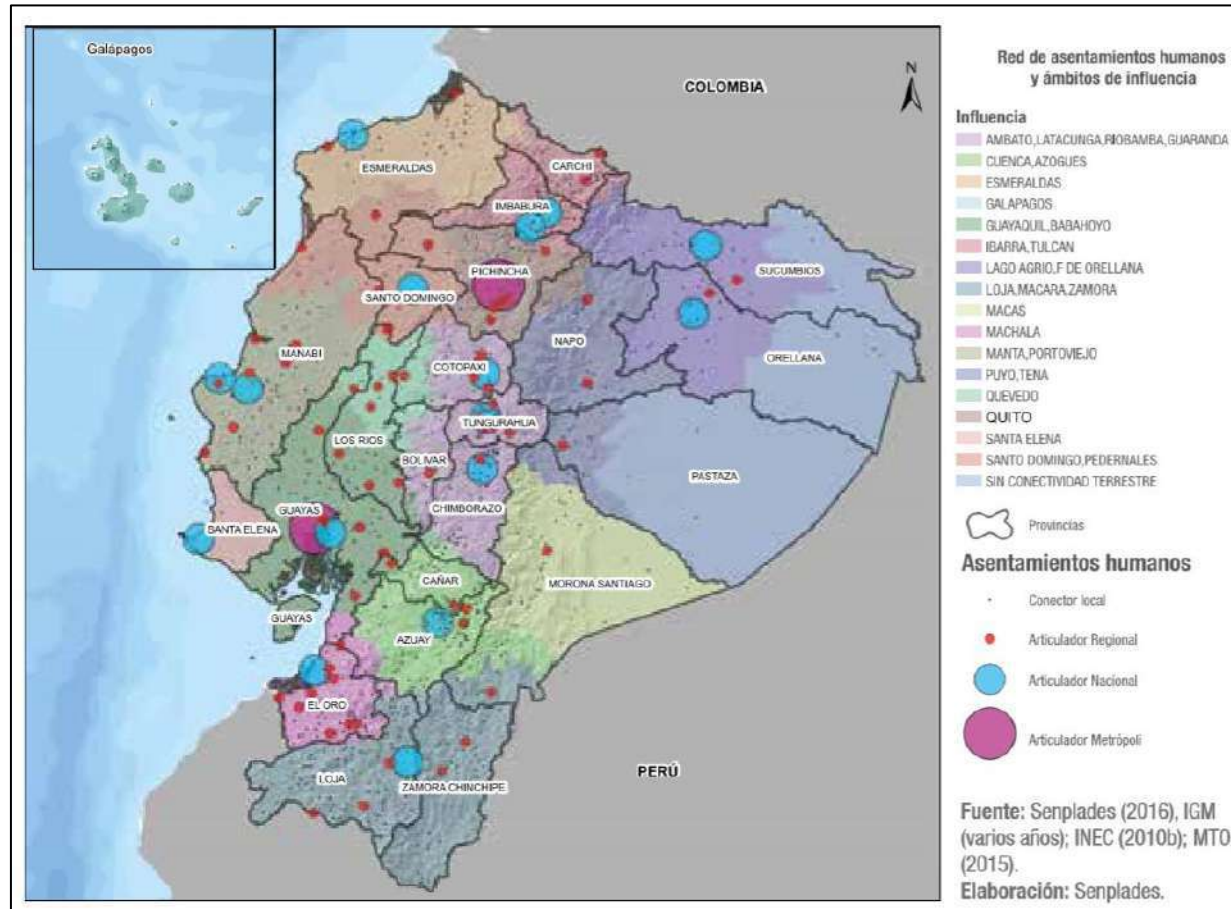 Galápagos
N
COLOMBIA
ESMERALDAS
CARCHI
IMBABURA
PICHINCHA
SUCUMBIOS
SANTO DOMINGO
NAPO
ORELLANA
MANABI
COTOPAXI
TUNGURAHUA
LOS RIOS
BOLIVAR
PASTAZA
CHIMBORAZO
GUAYAS
SANTA ELENA
CAÑAR
MORONA SANTIAGO
GUAYAS
AZUAY
EL ORO
PERÚ
LOJA
ZAMORA CHINCHIPE
Red de asentamientos humanos
y ámbitos de influencia
Influencia
AMBATO,LATACUNGA,RIOBAMBA,GUARANDA
CUENCA,AZOGUES
ESMERALDAS
GALAPAGOS
GUAYAQUIL,BABAHOYO
IBARRA,TULCAN
LAGO AGRIO,F DE ORELLANA
LOJA,MACARA,ZAMORA
MACAS
MACHALA
MANTA,PORTOVIEJO
PUYO,TENA
QUEVEDO
QUITO
SANTA ELENA
SANTO DOMINGO,PEDERNALES
SIN CONECTIVIDAD TERRESTRE
Provincias
Asentamientos humanos
Conector local
Articulador Regional
Articulador Nacional
Articulador Metrópoli
Fuente: Senplades (2016), IGM
(varios años); INEC (2010b); MTO
(2015).
Elaboración: Senplades.